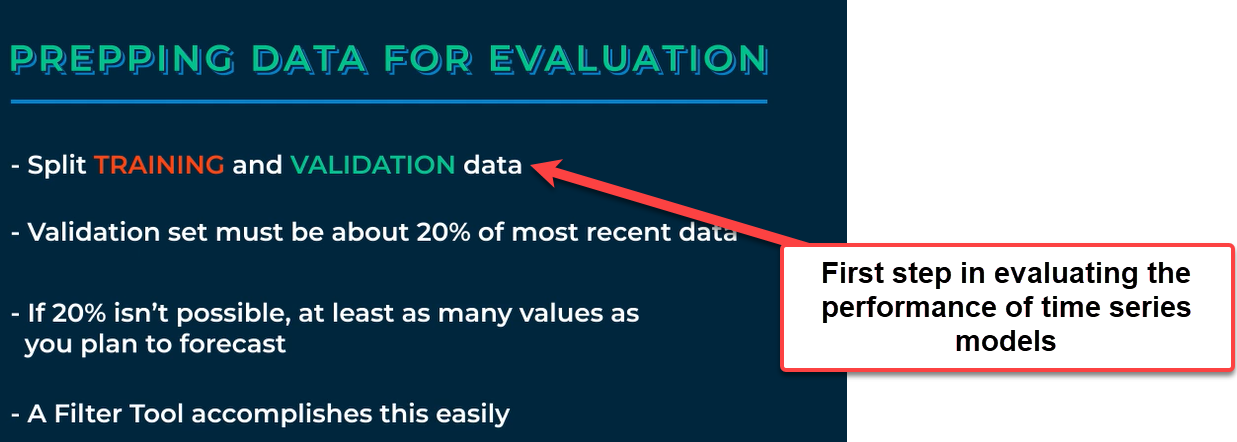 PREPPING DATA FOR EVALUATION
- Split TRAINING and VALIDATION data
- Validation set must be about 20% of most recent data
- If 20% isn’t possible, at least as many values as
you plan to forecast
- A Filter Tool accomplishes this easily
First step in evaluating the
performance of time series
models